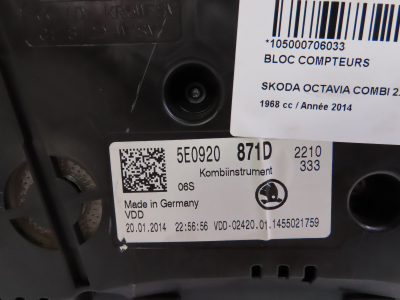 *105000706033
BLOC COMPTEURS
SKODA OCTAVIA COMBI 2.
1968 cc / Année 2014
5E0920 871D 2210
Kombiinstrument 333
06S
Made in Germany
VDD
20.01.2014 22:56:56 VDD-02420.01.1455021759